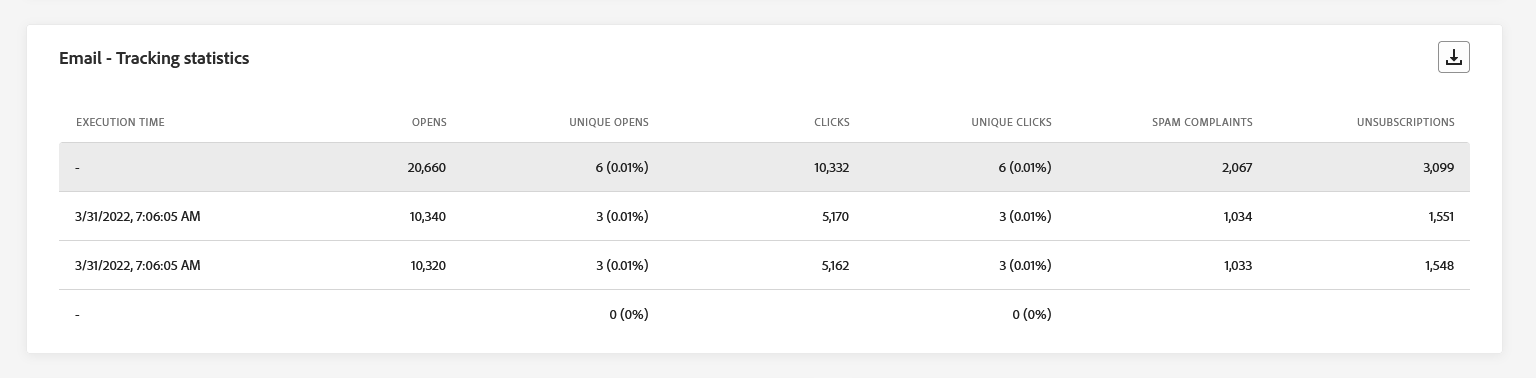 Email - Tracking statistics
EXECUTION TIME OPENS UNIQUE OPENS CLICKS UNIQUE CLICKS SPAM COMPLAINTS UNSUBSCRIPTIONS
- 20,660 6 (0.01%) 10,332 6 (0.01%) 2,067 3,099
3/31/2022, 7:06:05 AM 10,340 3 (0.01%) 5,170 3 (0.01%) 1,034 1,551
3/31/2022, 7:06:05 AM 10,320 3 (0.01%) 5,162 3 (0.01%) 1,033 1,548
- 0 (0%) 0 (0%)